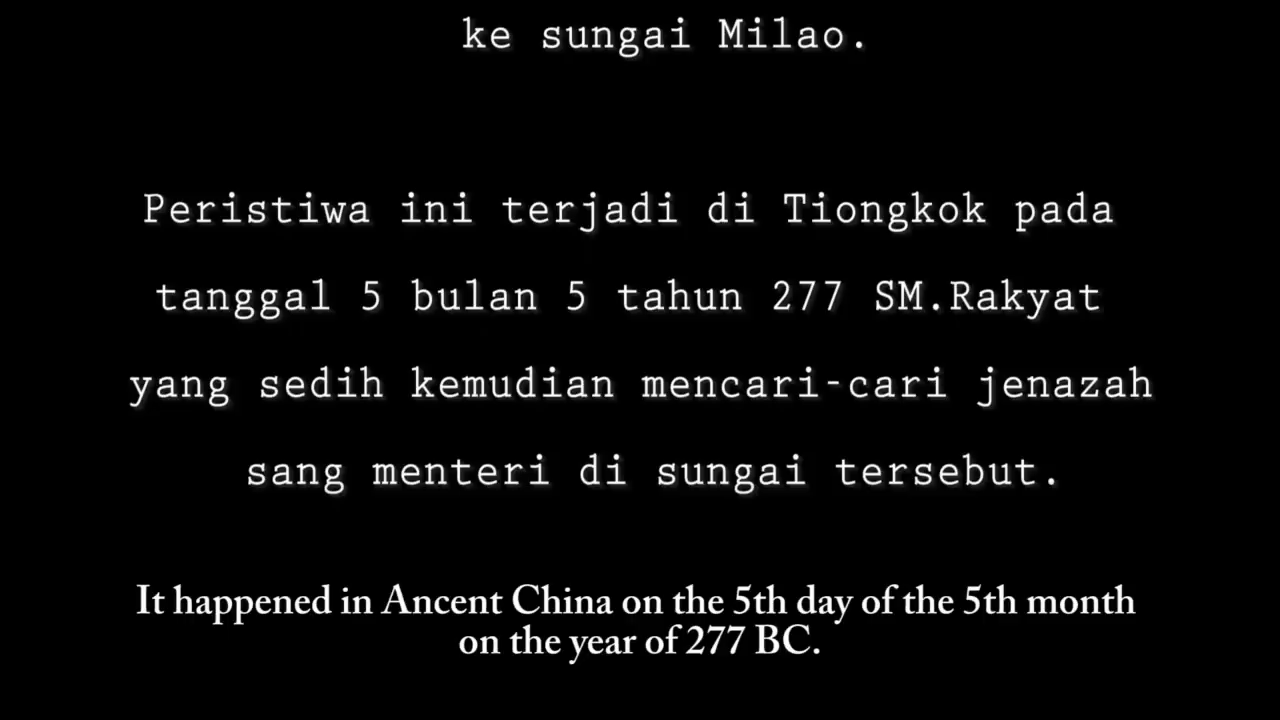 ke sungai Milao.
Peristiwa ini terjadi di Tiongkok pada
tanggal 5 bulan 5 tahun 277 SM.Rakyat
yang sedih kemudian mencari-cari jenazah
sang menteri di sungai tersebut.
It happened in Ancent China on the 5th day of the 5th month
on the year of 277 BC.